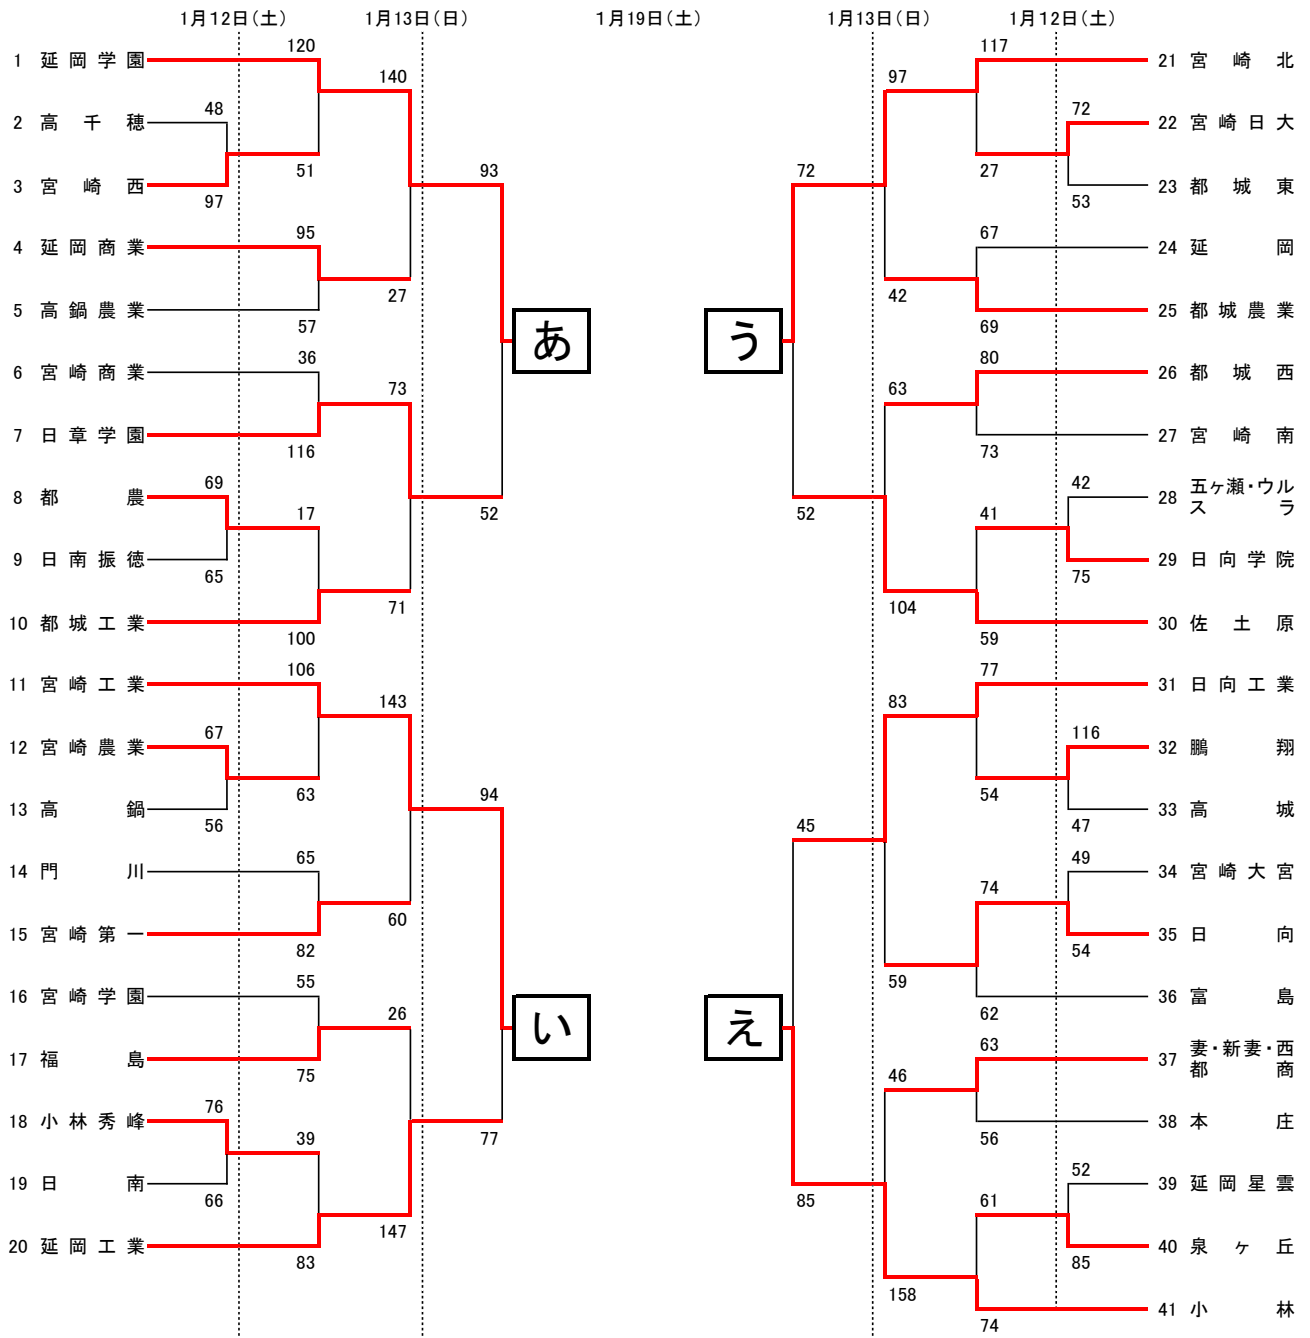 1月12日(土) 1月13日(日) 1月19日(土) 1月13日(日) 1月12日(土)
1 延岡学園 120
140
2 高千穂 48
3 宮崎西 97
51
93
4 延岡商業 95
27
5 高鍋農業 57
あ
6 宮崎商業 36
73
7 日章学園 116
8 都農 69
17
52
9 日南振徳 65
71
10 都城工業 100
11 宮崎工業 106
143
12 宮崎農業 67
63
13 高鍋 56
94
14 門川 65
60
15 宮崎第一 82
16 宮崎学園 55
26
い
17 福島 75
18 小林秀峰 76
39
77
19 日南 66
147
20 延岡工業 83
117 21 宮崎北
97
72 22 宮崎日大
27
72
53 23 都城東
67 24 延岡
42
69 25 都城農業
う
80 26 都城西
63
73 27 宮崎南
42 28 五ヶ瀬・ウル
スラ
41
52
75 29 日向学院
104
59 30 佐土原
77 31 日向工業
83
116 32 鵬翔
54
47 33 高城
45
49 34 宮崎大宮
74
54 35 日向
59
62 36 富島
え
63 37 妻・新妻・西
都商
46
56 38 本庄
52 39 延岡星雲
61
85
85 40 泉ヶ丘
158
74 41 小林